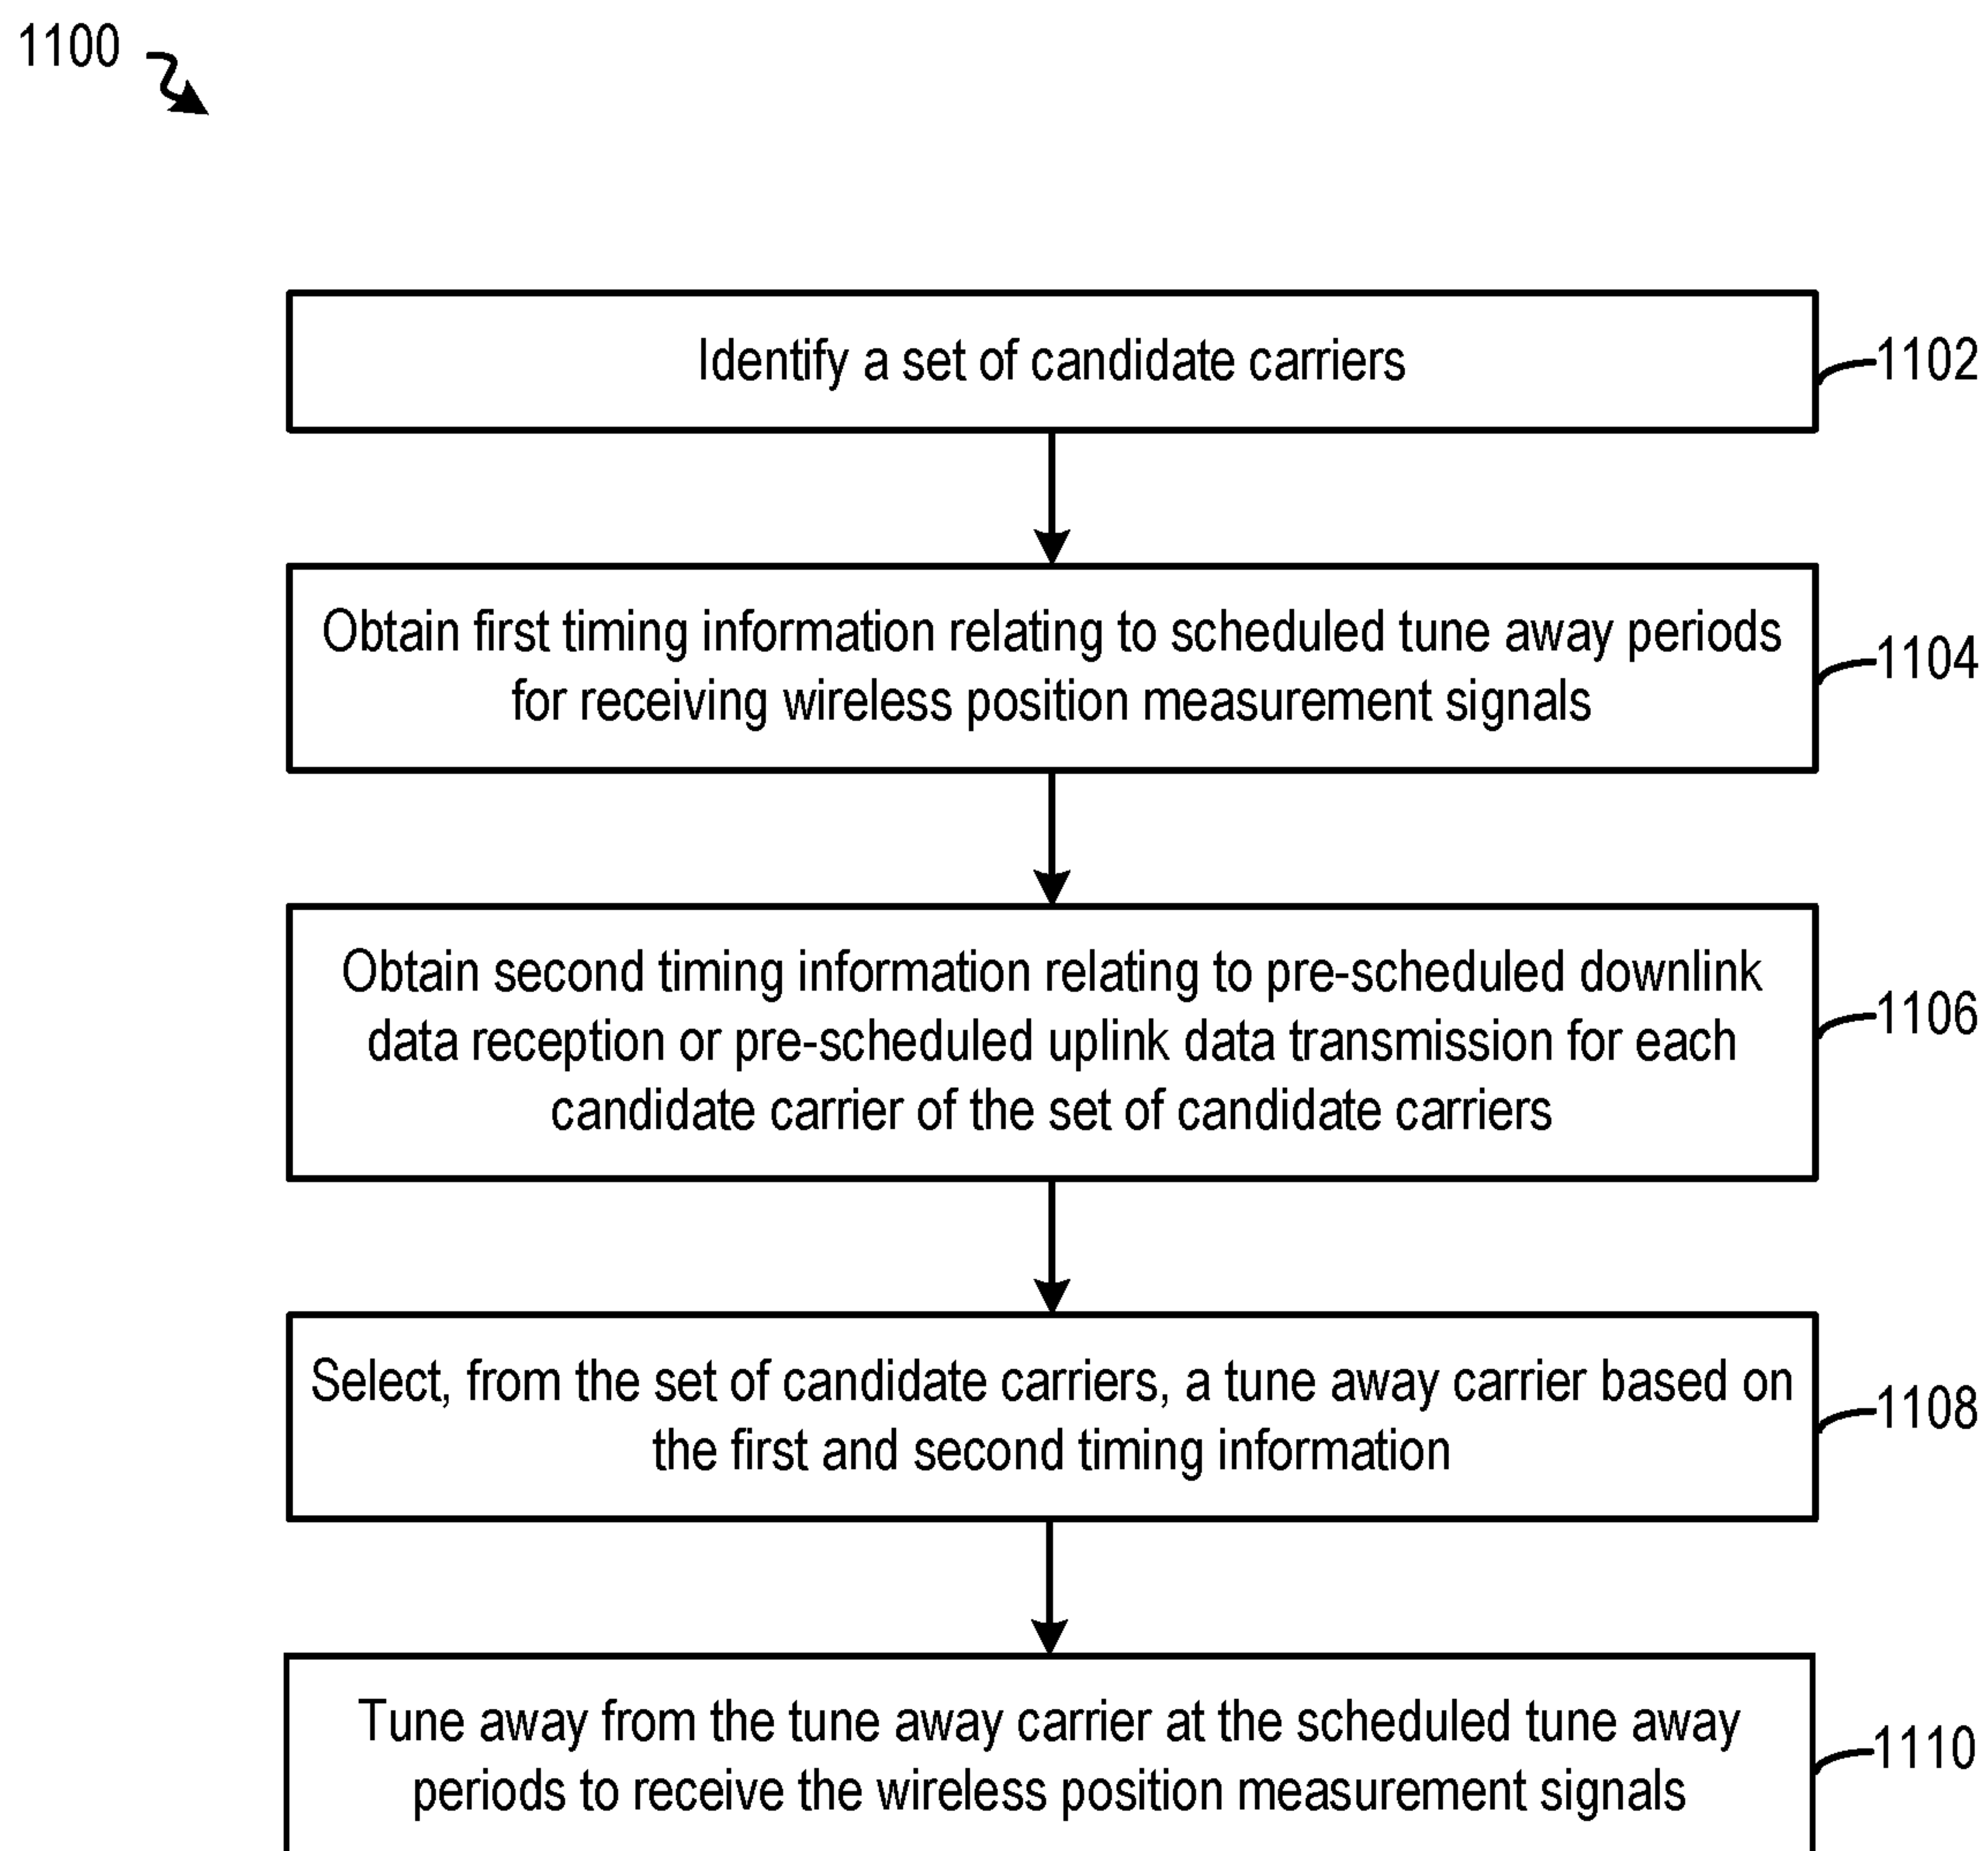 1100
Identify a set of candidate carriers
1102
Obtain first timing information relating to scheduled tune away periods
for receiving wireless position measurement signals
1104
Obtain second timing information relating to pre-scheduled downlink
data reception or pre-scheduled uplink data transmission for each
candidate carrier of the set of candidate carriers
1106
Select, from the set of candidate carriers, a tune away carrier based on
the first and second timing information
1108
Tune away from the tune away carrier at the scheduled tune away
periods to receive the wireless position measurement signals
1110